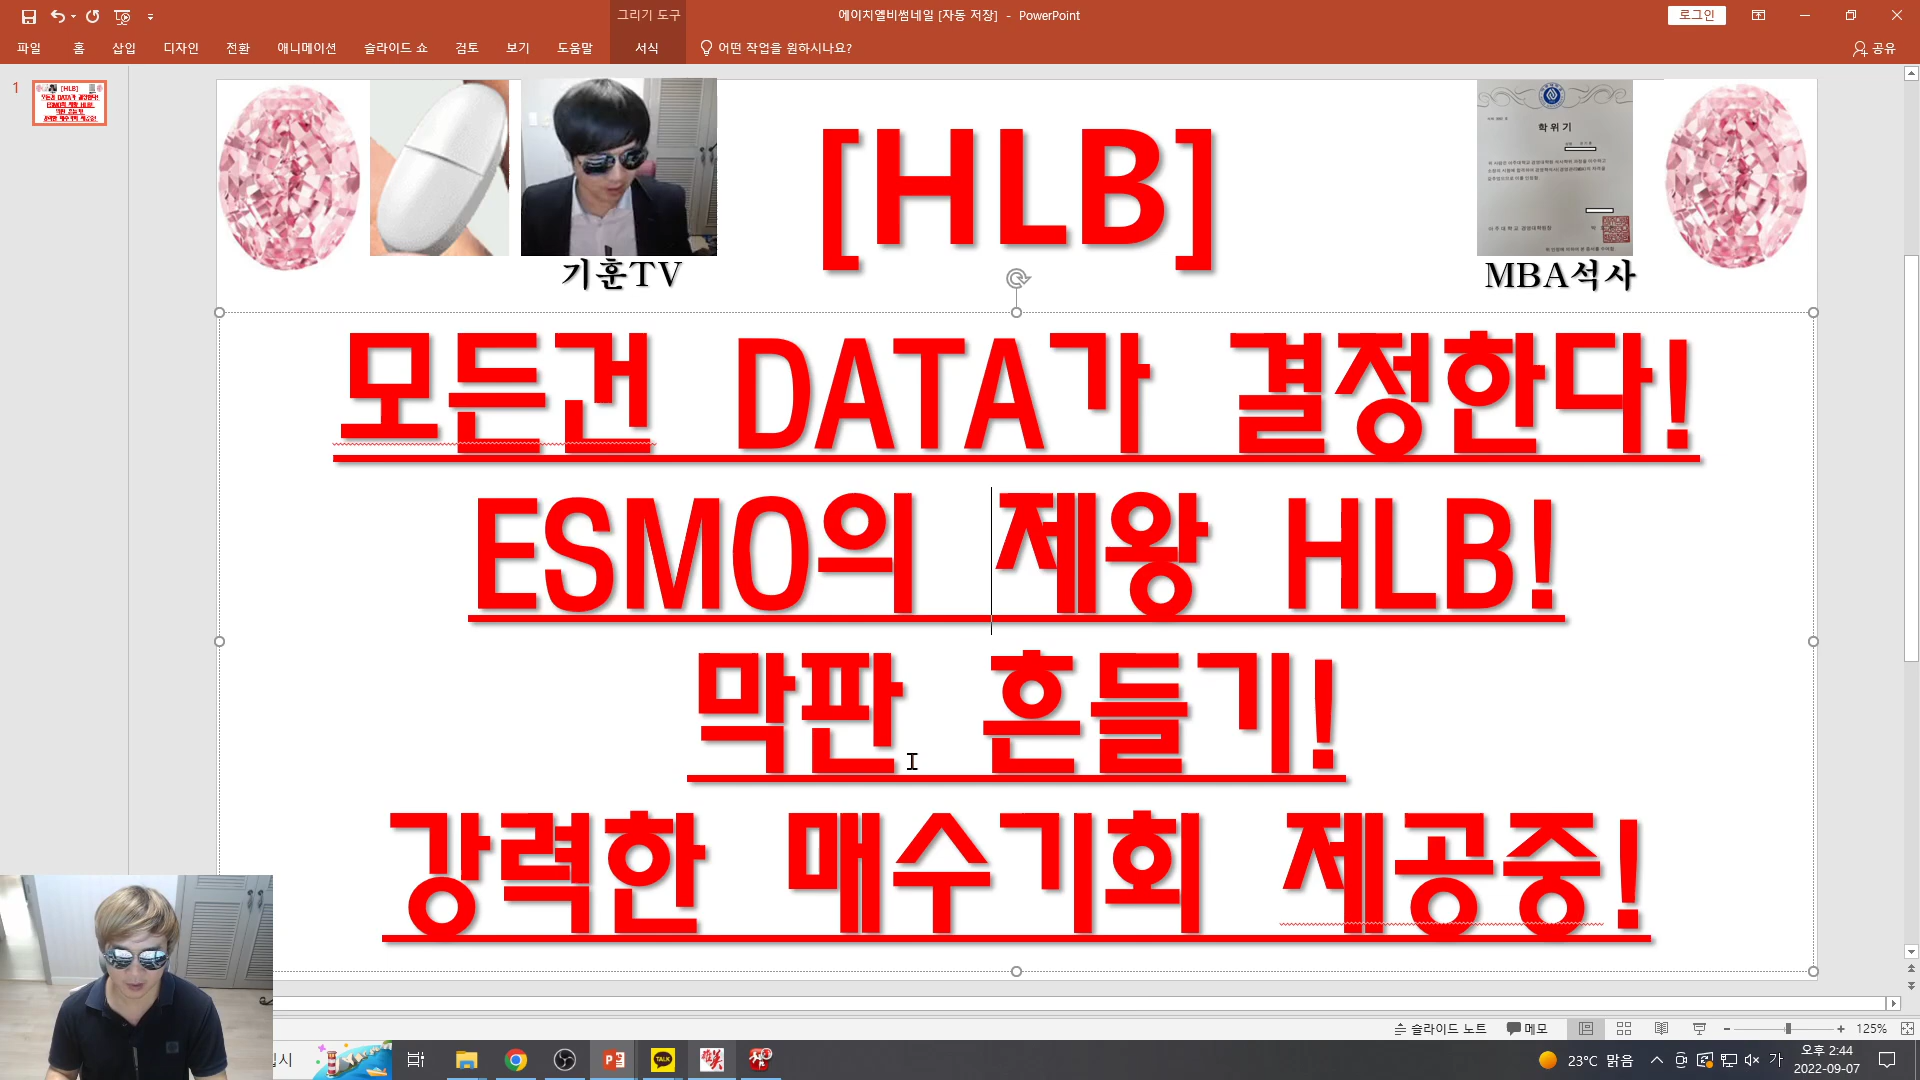 그리기 도구
에이치엘비썸네일 [자동 저장] - PowerPoint
로그인
파일 홈 삽입 디자인 전환 애니메이션 슬라이드 쇼 검토 보기 도움말 서식 어떤 작업을 원하시나요? 공유
1
[HLB]
학위기
기훈TV
MBA석사
모든건 DATA가 결정한다!
ESMO의 제왕 HLB!
막판 흔들기!
강력한 매수기회 제공중!
슬라이드 노트 메모 125%
TALK
23°C 맑음 가 오후 2:44
2022-09-07